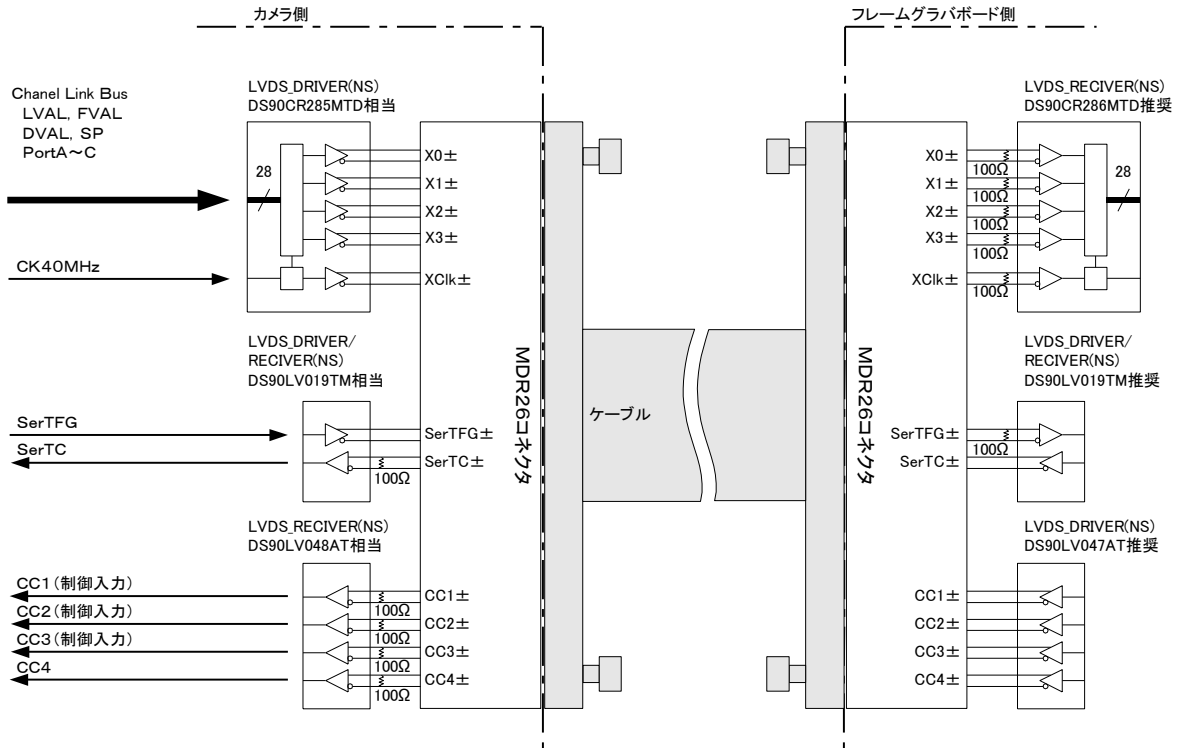 カメラ側
フレームグラバボード側
Chanel Link Bus
LVAL, FVAL
DVAL, SP
PortA～C
CK40MHz
LVDS_DRIVER(NS)
DS90CR285MTD相当
28
X0±
X1±
X2±
X3±
XClk±
LVDS_DRIVER/
RECIVER(NS)
DS90LV019TM相当
SerTFG
SerTC
SerTFG±
SerTC±
100Ω
LVDS_RECIVER(NS)
DS90LV048AT相当
CC1(制御入力)
CC2(制御入力)
CC3(制御入力)
CC4
100Ω
100Ω
100Ω
100Ω
CC1±
CC2±
CC3±
CC4±
MDR26コネクタ
ケーブル
MDR26コネクタ
LVDS_RECIVER(NS)
DS90CR286MTD推奨
X0±
X1±
X2±
X3±
XClk±
100Ω
100Ω
100Ω
100Ω
100Ω
28
LVDS_DRIVER/
RECIVER(NS)
DS90LV019TM推奨
SerTFG±
SerTC±
100Ω
LVDS_DRIVER(NS)
DS90LV047AT推奨
CC1±
CC2±
CC3±
CC4±